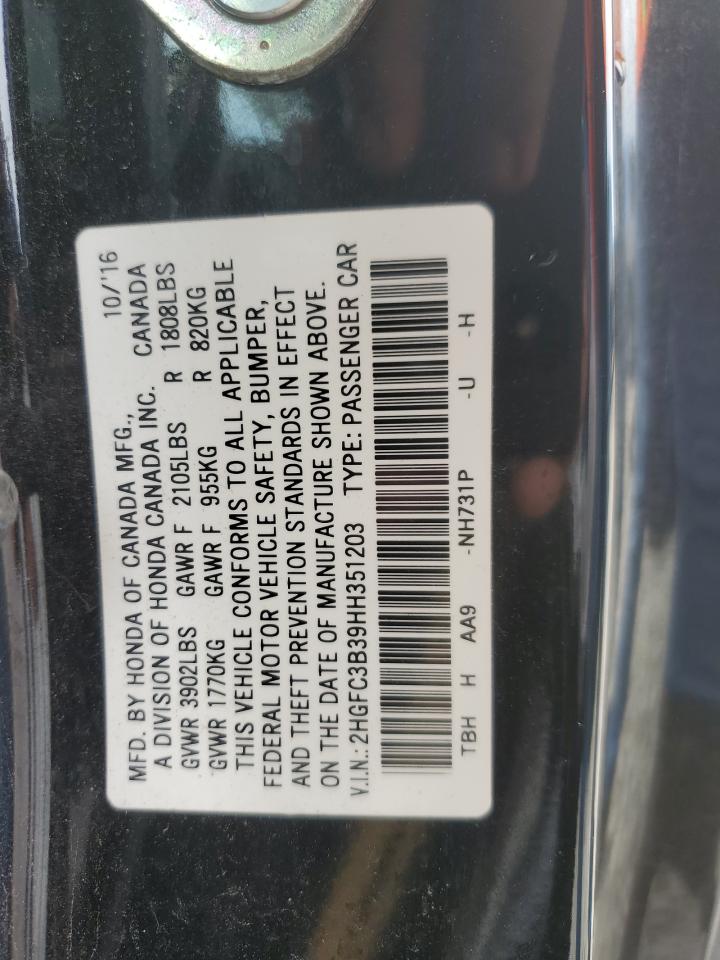 MFD. BY HONDA OF CANADA MFG., 10/'16
A DIVISION OF HONDA CANADA INC. CANADA
GVWR 3902LBS GAWR F 2105LBS R 1808LBS
GVWR 1770KG GAWR F 955KG R 820KG
THIS VEHICLE CONFORMS TO ALL APPLICABLE
FEDERAL MOTOR VEHICLE SAFETY, BUMPER,
AND THEFT PREVENTION STANDARDS IN EFFECT
ON THE DATE OF MANUFACTURE SHOWN ABOVE.
V.I.N.: 2HGFC3B39HH351203 TYPE: PASSENGER CAR
TBH H AA9 -NH731P -U -H